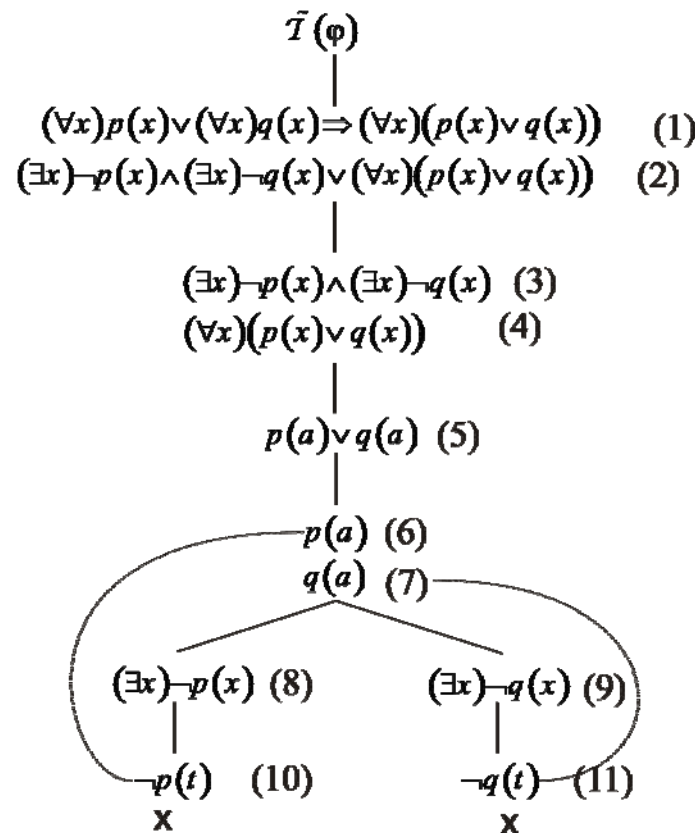 𝒯̃(φ)
(∀x)p(x)∨(∀x)q(x)⇒(∀x)(p(x)∨q(x)) (1)
(∃x)¬p(x)∧(∃x)¬q(x)∨(∀x)(p(x)∨q(x)) (2)
(∃x)¬p(x)∧(∃x)¬q(x) (3)
(∀x)(p(x)∨q(x)) (4)
p(a)∨q(a) (5)
p(a) (6)
q(a) (7)
(∃x)¬p(x) (8) (∃x)¬q(x) (9)
¬p(t) (10) ¬q(t) (11)
x x